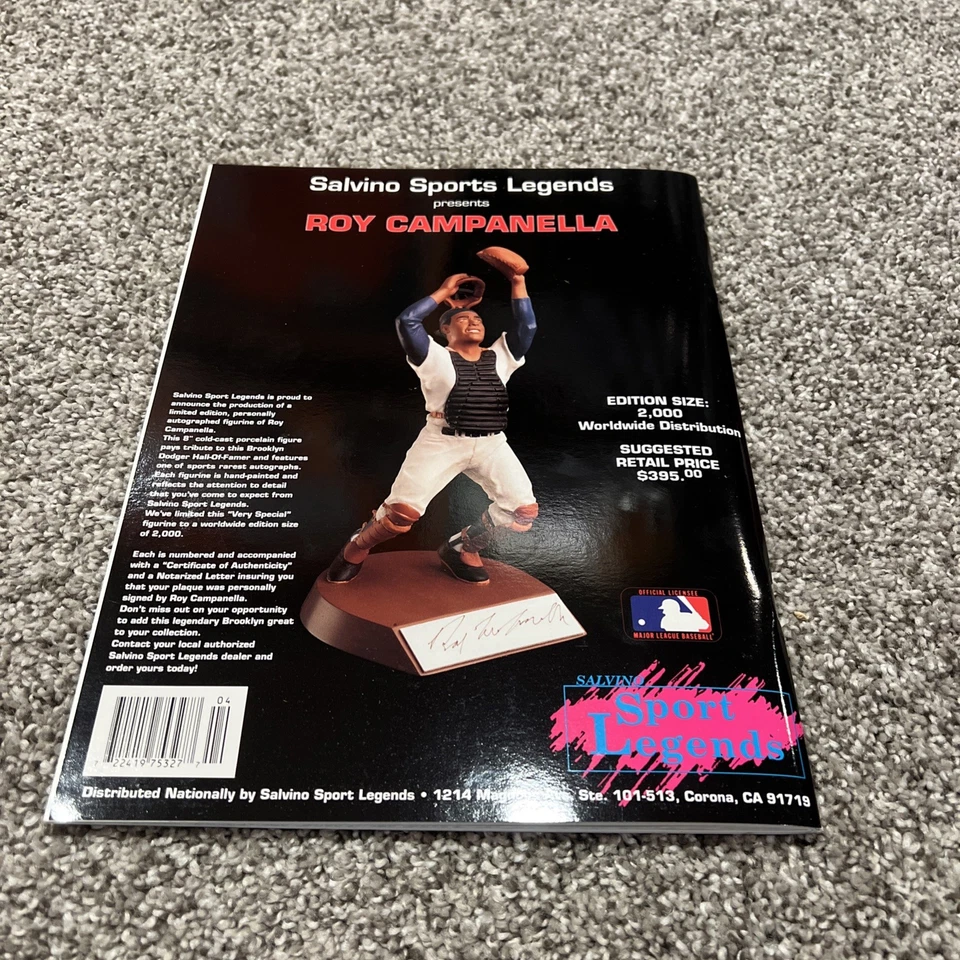 Salvino Sports Legends
presents
ROY CAMPANELLA
Salvino Sport Legends is proud to
announce the production of a
limited edition, personally
autographed figurine of Roy
Campanella.
This 8" cold-cast porcelain figure
pays tribute to this Brooklyn
Dodger Hall-Of-Famer and features
one of sports rarest autographs.
Each figurine is hand-painted and
reflects the attention to detail
that you've come to expect from
Salvino Sport Legends.
We've limited this "Very Special"
figurine to a worldwide edition size
of 2,000.
Each is numbered and accompanied
with a "Certificate of Authenticity"
and a Notarized Letter insuring you
that your plaque was personally
signed by Roy Campanella.
Don't miss out on your opportunity
to add this legendary Brooklyn great
to your collection.
Contact your local authorized
Salvino Sport Legends dealer and
order yours today!
EDITION SIZE:
2,000
Worldwide Distribution
SUGGESTED
RETAIL PRICE
$395.00
OFFICIAL LICENSEE
MAJOR LEAGUE BASEBALL
SALVINO
Sport
Legends
04
7 22419 75327 7
Distributed Nationally by Salvino Sport Legends • 1214 Ste. 101-513, Corona, CA 91719